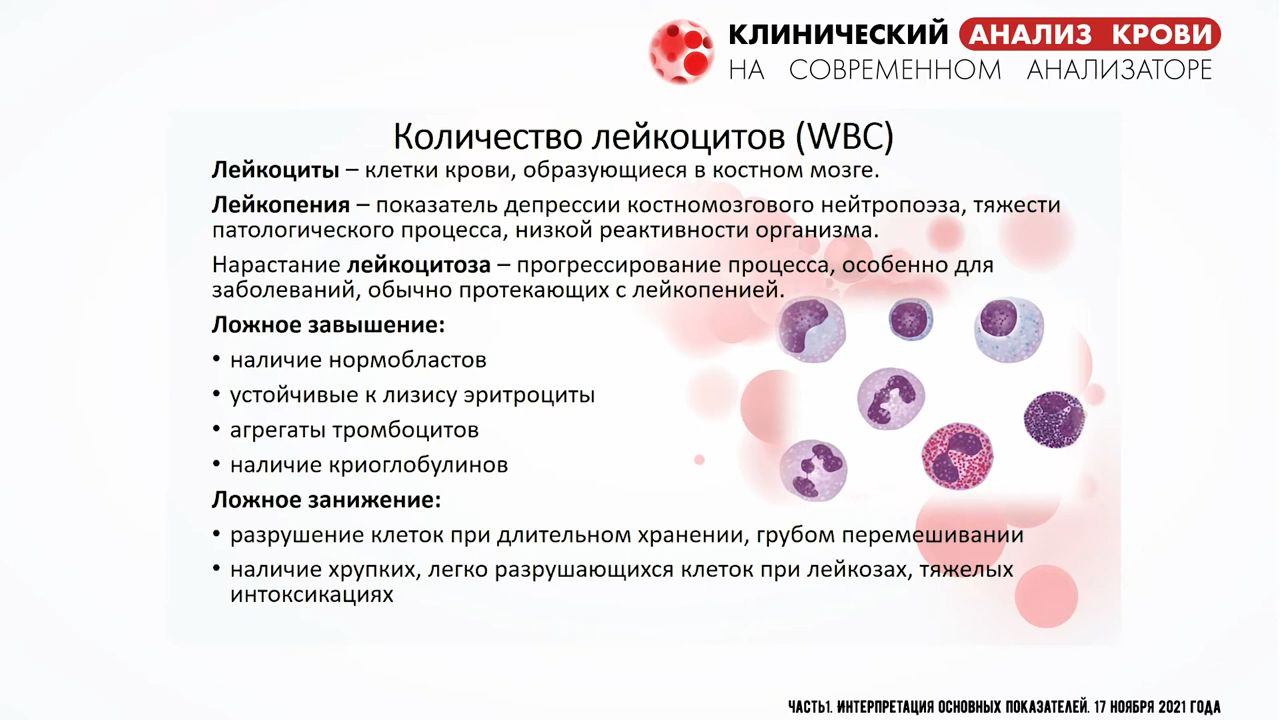 КЛИНИЧЕСКИЙ АНАЛИЗ КРОВИ
НА СОВРЕМЕННОМ АНАЛИЗАТОРЕ
Количество лейкоцитов (WBC)
Лейкоциты – клетки крови, образующиеся в костном мозге.
Лейкопения – показатель депрессии костномозгового нейтропоэза, тяжести
патологического процесса, низкой реактивности организма.
Нарастание лейкоцитоза – прогрессирование процесса, особенно для
заболеваний, обычно протекающих с лейкопенией.
Ложное завышение:
• наличие нормобластов
• устойчивые к лизису эритроциты
• агрегаты тромбоцитов
• наличие криоглобулинов
Ложное занижение:
• разрушение клеток при длительном хранении, грубом перемешивании
• наличие хрупких, легко разрушающихся клеток при лейкозах, тяжелых
интоксикациях
ЧАСТЬ1. ИНТЕРПРЕТАЦИЯ ОСНОВНЫХ ПОКАЗАТЕЛЕЙ. 17 НОЯБРЯ 2021 ГОДА